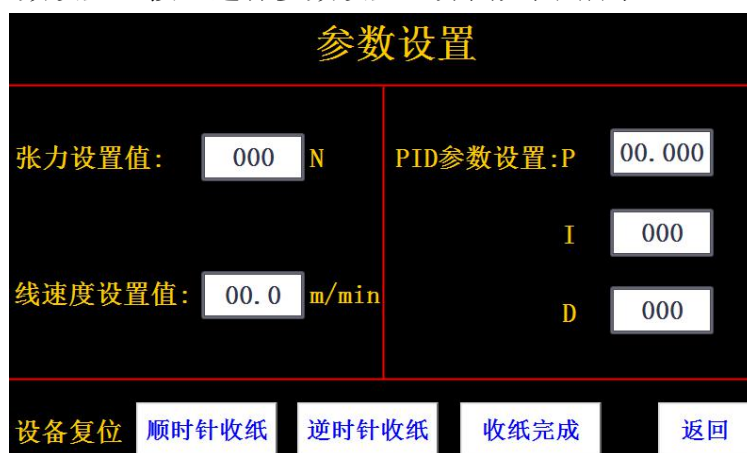 参数设置
张力设置值: 000 N
PID参数设置:P 00.000
I 000
线速度设置值: 00.0 m/min
D 000
设备复位 顺时针收纸 逆时针收纸 收纸完成 返回